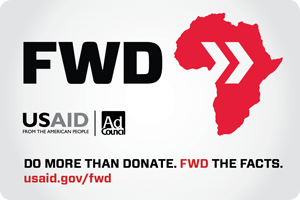 FWD
USAID
FROM THE AMERICAN PEOPLE
Ad
Council
DO MORE THAN DONATE. FWD THE FACTS.
usaid.gov/fwd